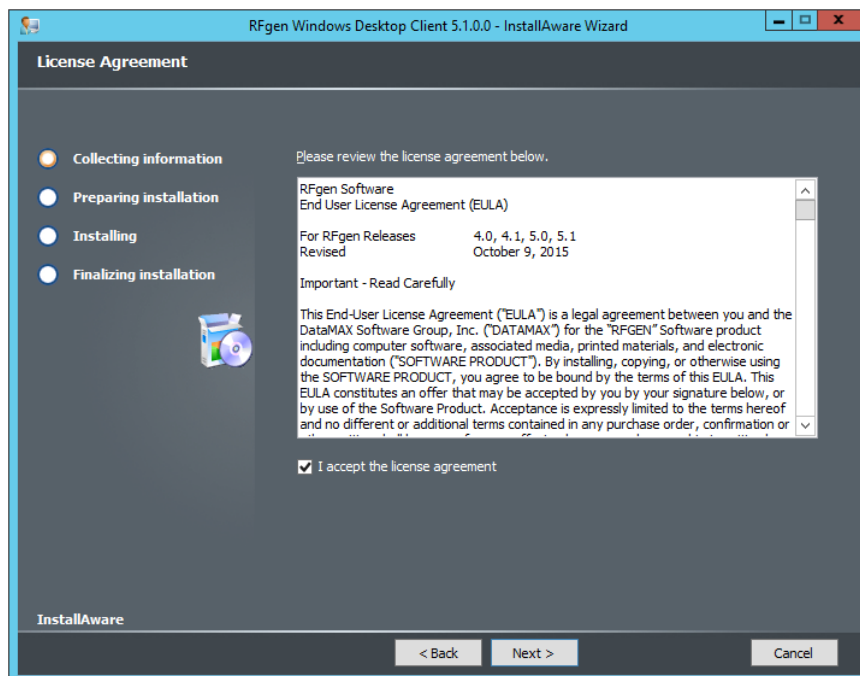 RFgen Windows Desktop Client 5.1.0.0 - InstallAware Wizard
License Agreement
Collecting information
Preparing installation
Installing
Finalizing installation
Please review the license agreement below.
RFgen Software
End User License Agreement (EULA)
For RFgen Releases 4.0, 4.1, 5.0, 5.1
Revised October 9, 2015
Important - Read Carefully
This End-User License Agreement ("EULA") is a legal agreement between you and the
DataMAX Software Group, Inc. ("DATAMAX") for the "RFGEN" Software product
including computer software, associated media, printed materials, and electronic
documentation ("SOFTWARE PRODUCT"). By installing, copying, or otherwise using
the SOFTWARE PRODUCT, you agree to be bound by the terms of this EULA. This
EULA constitutes an offer that may be accepted by you by your signature below, or
by use of the Software Product. Acceptance is expressly limited to the terms hereof
and no different or additional terms contained in any purchase order, confirmation or
I accept the license agreement
InstallAware
< Back
Next >
Cancel